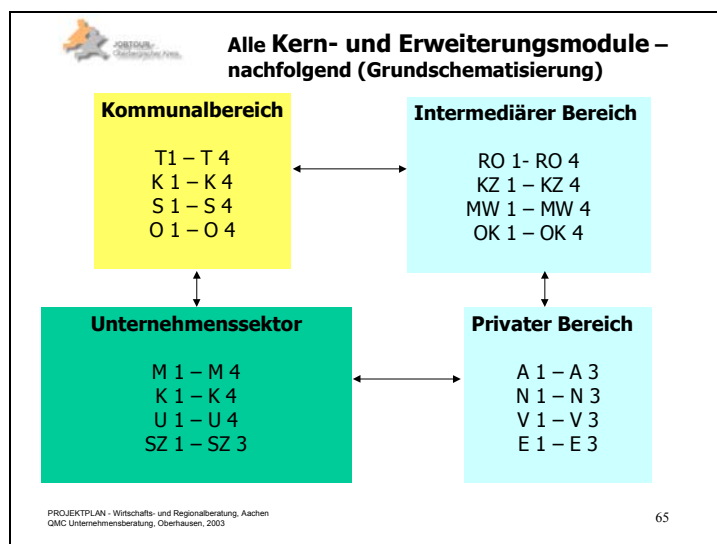 JOBTOUR-
Oberbergischer Kreis
Alle Kern- und Erweiterungsmodule –
nachfolgend (Grundschematisierung)
Kommunalbereich
T1 – T 4
K 1 – K 4
S 1 – S 4
O 1 – O 4
Intermediärer Bereich
RO 1- RO 4
KZ 1 – KZ 4
MW 1 – MW 4
OK 1 – OK 4
Unternehmenssektor
M 1 – M 4
K 1 – K 4
U 1 – U 4
SZ 1 – SZ 3
Privater Bereich
A 1 – A 3
N 1 – N 3
V 1 – V 3
E 1 – E 3
PROJEKTPLAN - Wirtschafts- und Regionalberatung, Aachen
QMC Unternehmensberatung, Oberhausen, 2003
65